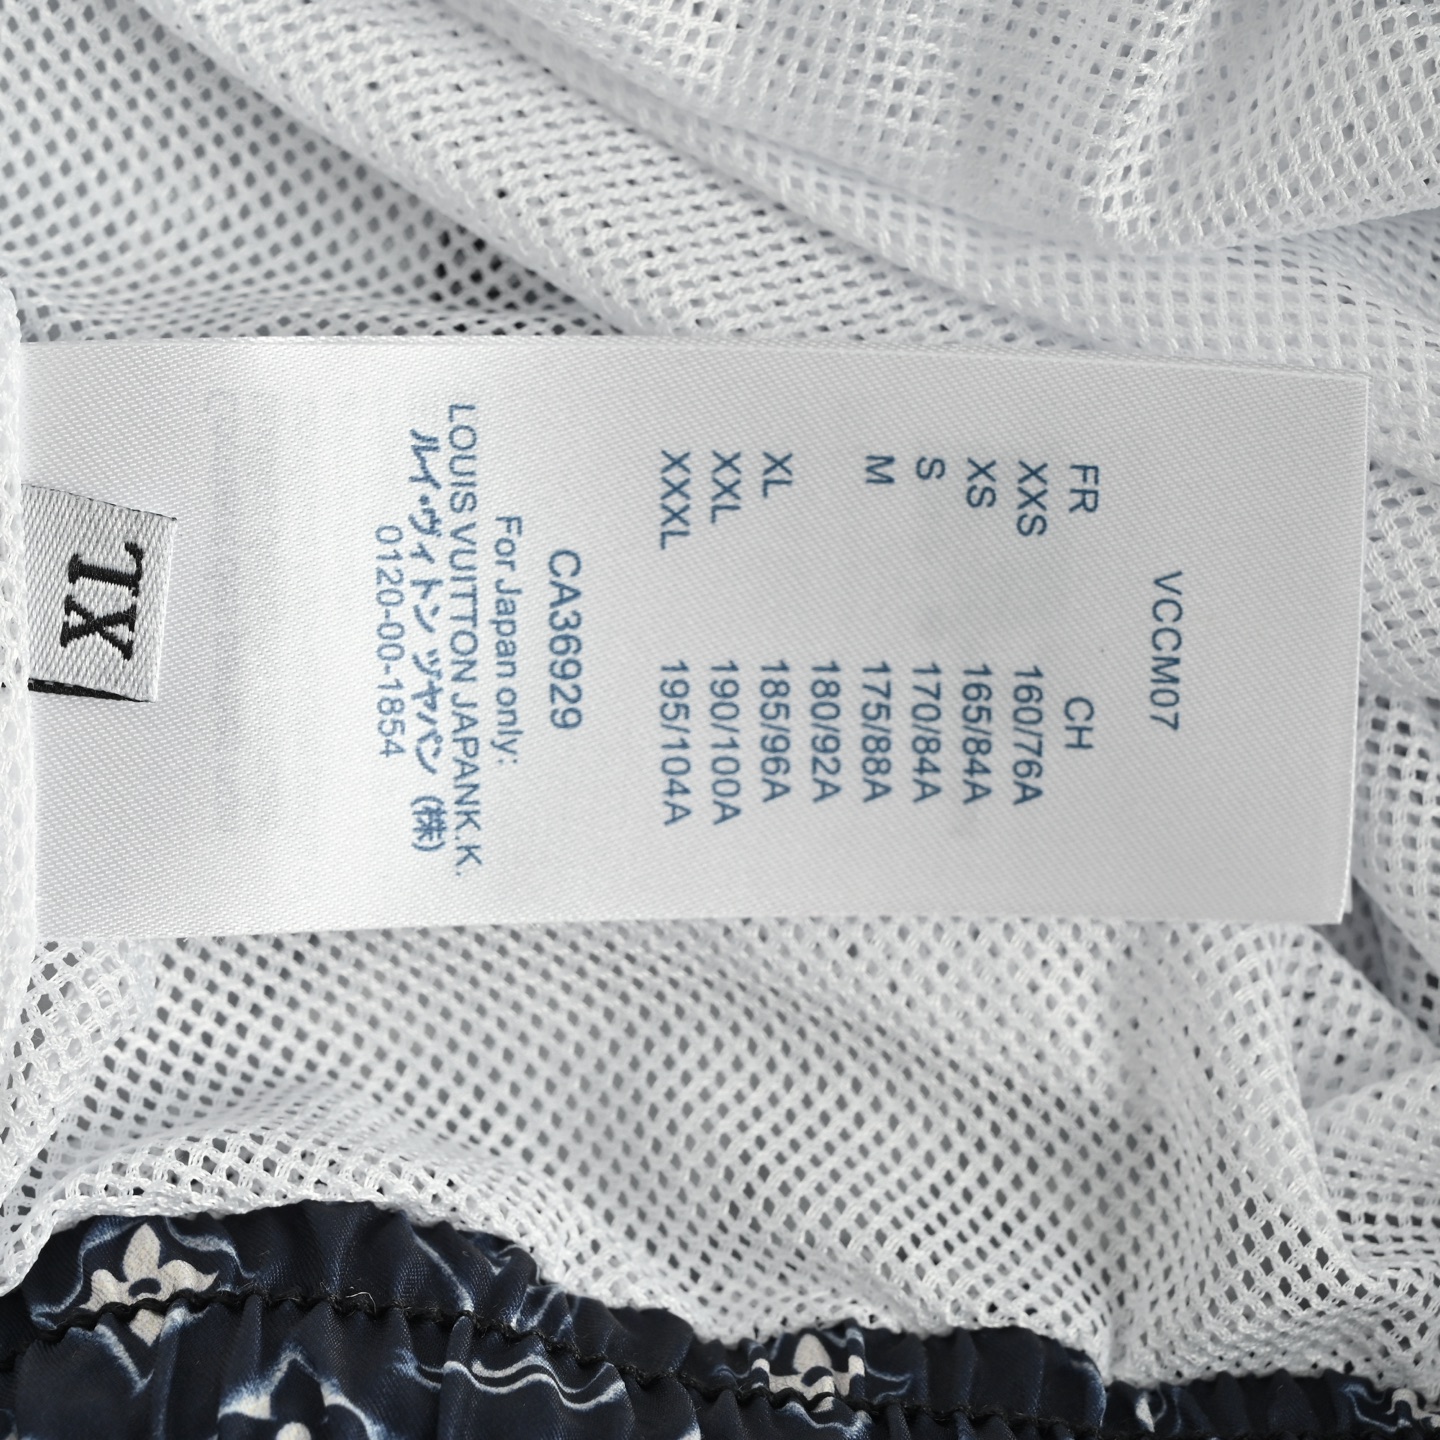 VCCM07
FR CH
XXS 160/76A
XS 165/84A
S 170/84A
M 175/88A
180/92A
XL 185/96A
XXL 190/100A
XXXL 195/104A
CA36929
For Japan only:
LOUIS VUITTON JAPAN K.K.
ルイ・ヴィトン ジャパン (株)
0120-00-1854
XL